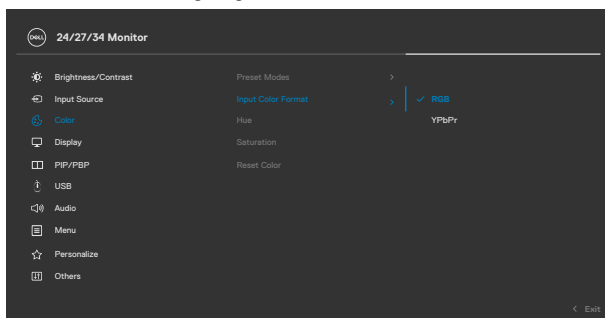 DELL 24/27/34 Monitor
Brightness/Contrast Preset Modes >
Input Source Input Color Format > ✓ RGB
Color Hue YPbPr
Display Saturation
PIP/PBP Reset Color
USB
Audio
Menu
Personalize
Others
< Exit